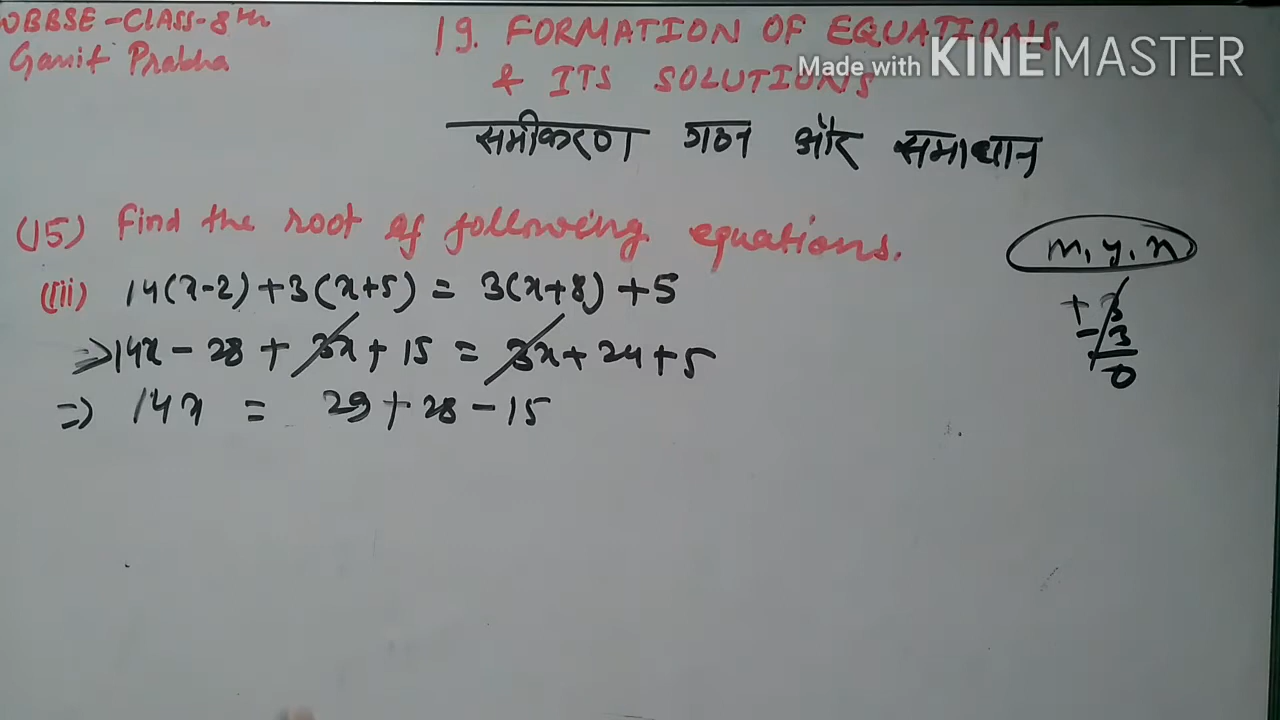 WBBSE-CLASS-8th
Ganit Prabha
19. FORMATION OF EQUATIONS
& ITS SOLUTIONS
Made with KINEMASTER
समीकरण गठन और समाधान
(15) Find the root of following equations.
(iii) 14(x-2)+3(x+5) = 3(x+8)+5
⇒14x - 28 + 3x + 15 = 3x + 24 + 5
⇒ 14x = 29 + 28 - 15
m, y, x
+ 3
- 3
0